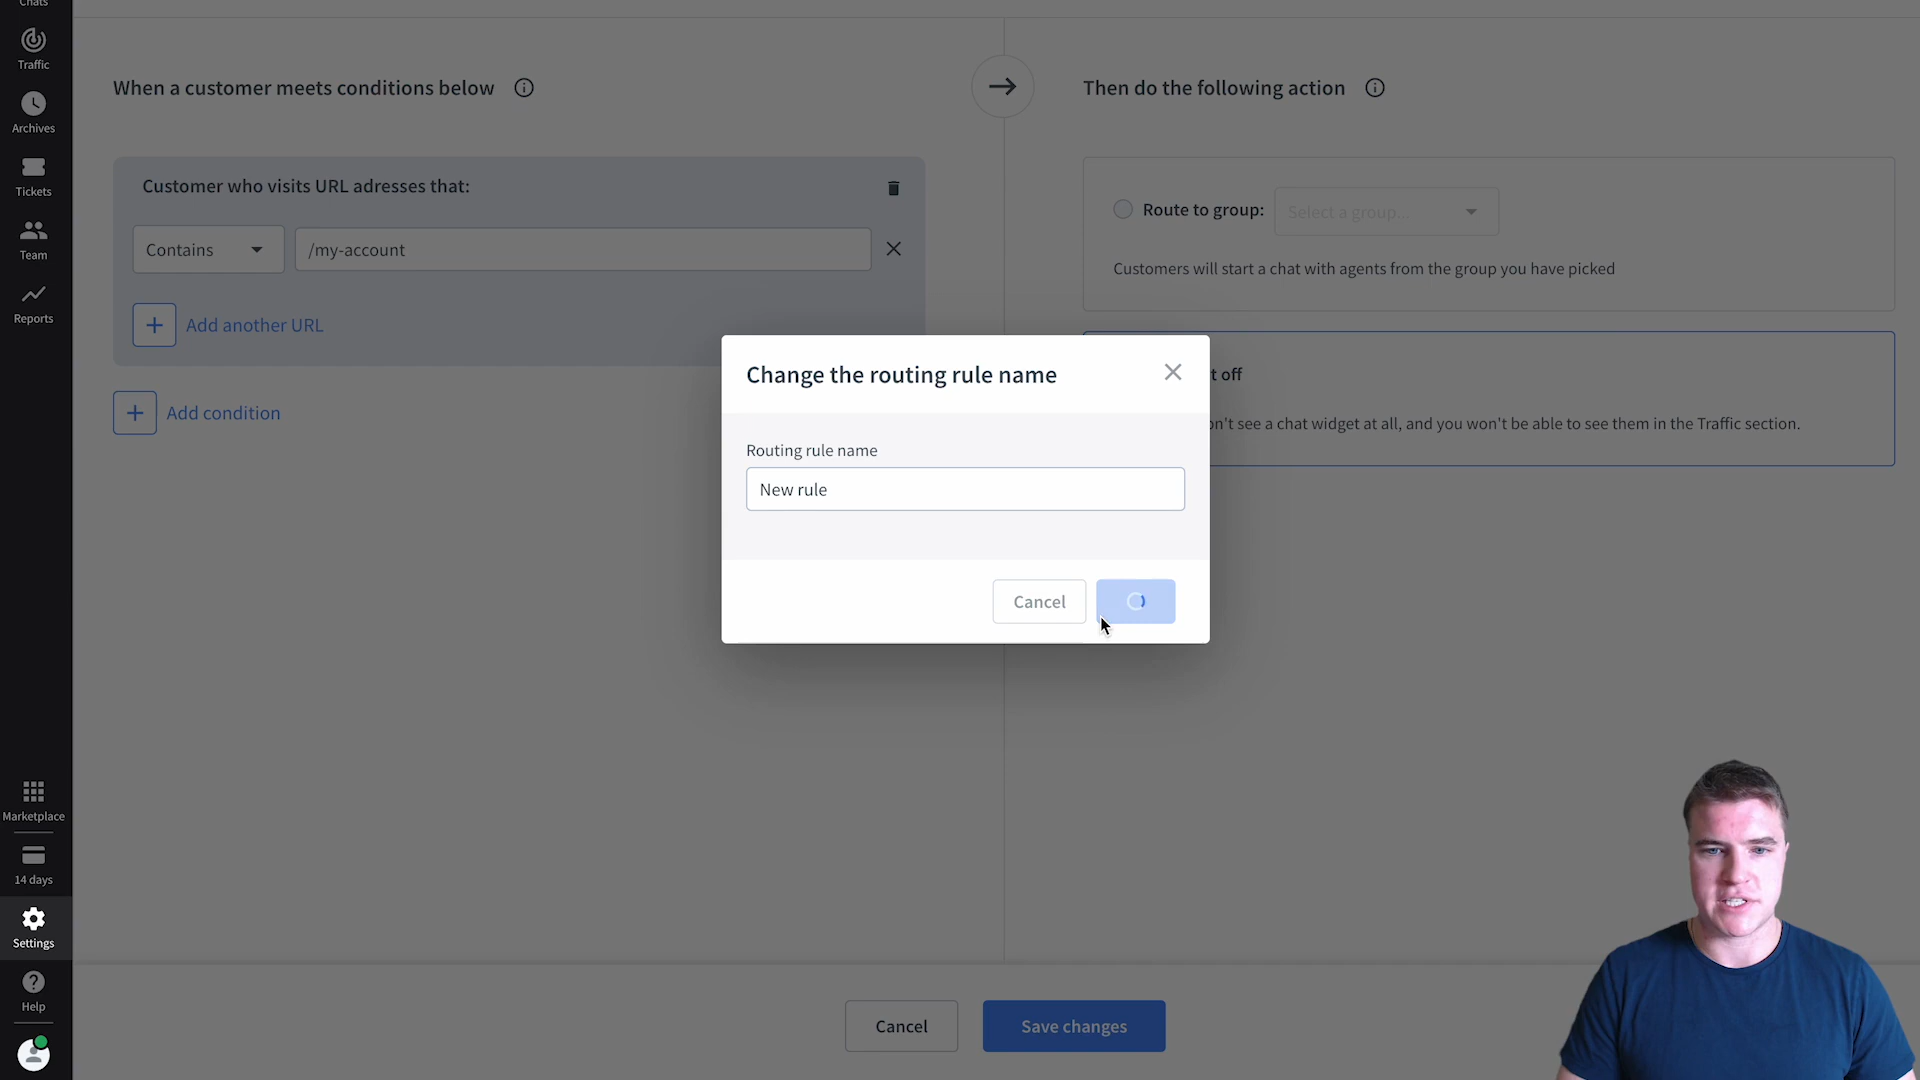 Chats
Traffic
Archives
Tickets
Team
Reports
Marketplace
14 days
Settings
Help
When a customer meets conditions below
Customer who visits URL adresses that:
Contains
/my-account
Add another URL
Add condition
Then do the following action
Route to group:
Select a group...
Customers will start a chat with agents from the group you have picked
off
see a chat widget at all, and you won't be able to see them in the Traffic section.
Change the routing rule name
Routing rule name
New rule
Cancel
Cancel
Save changes